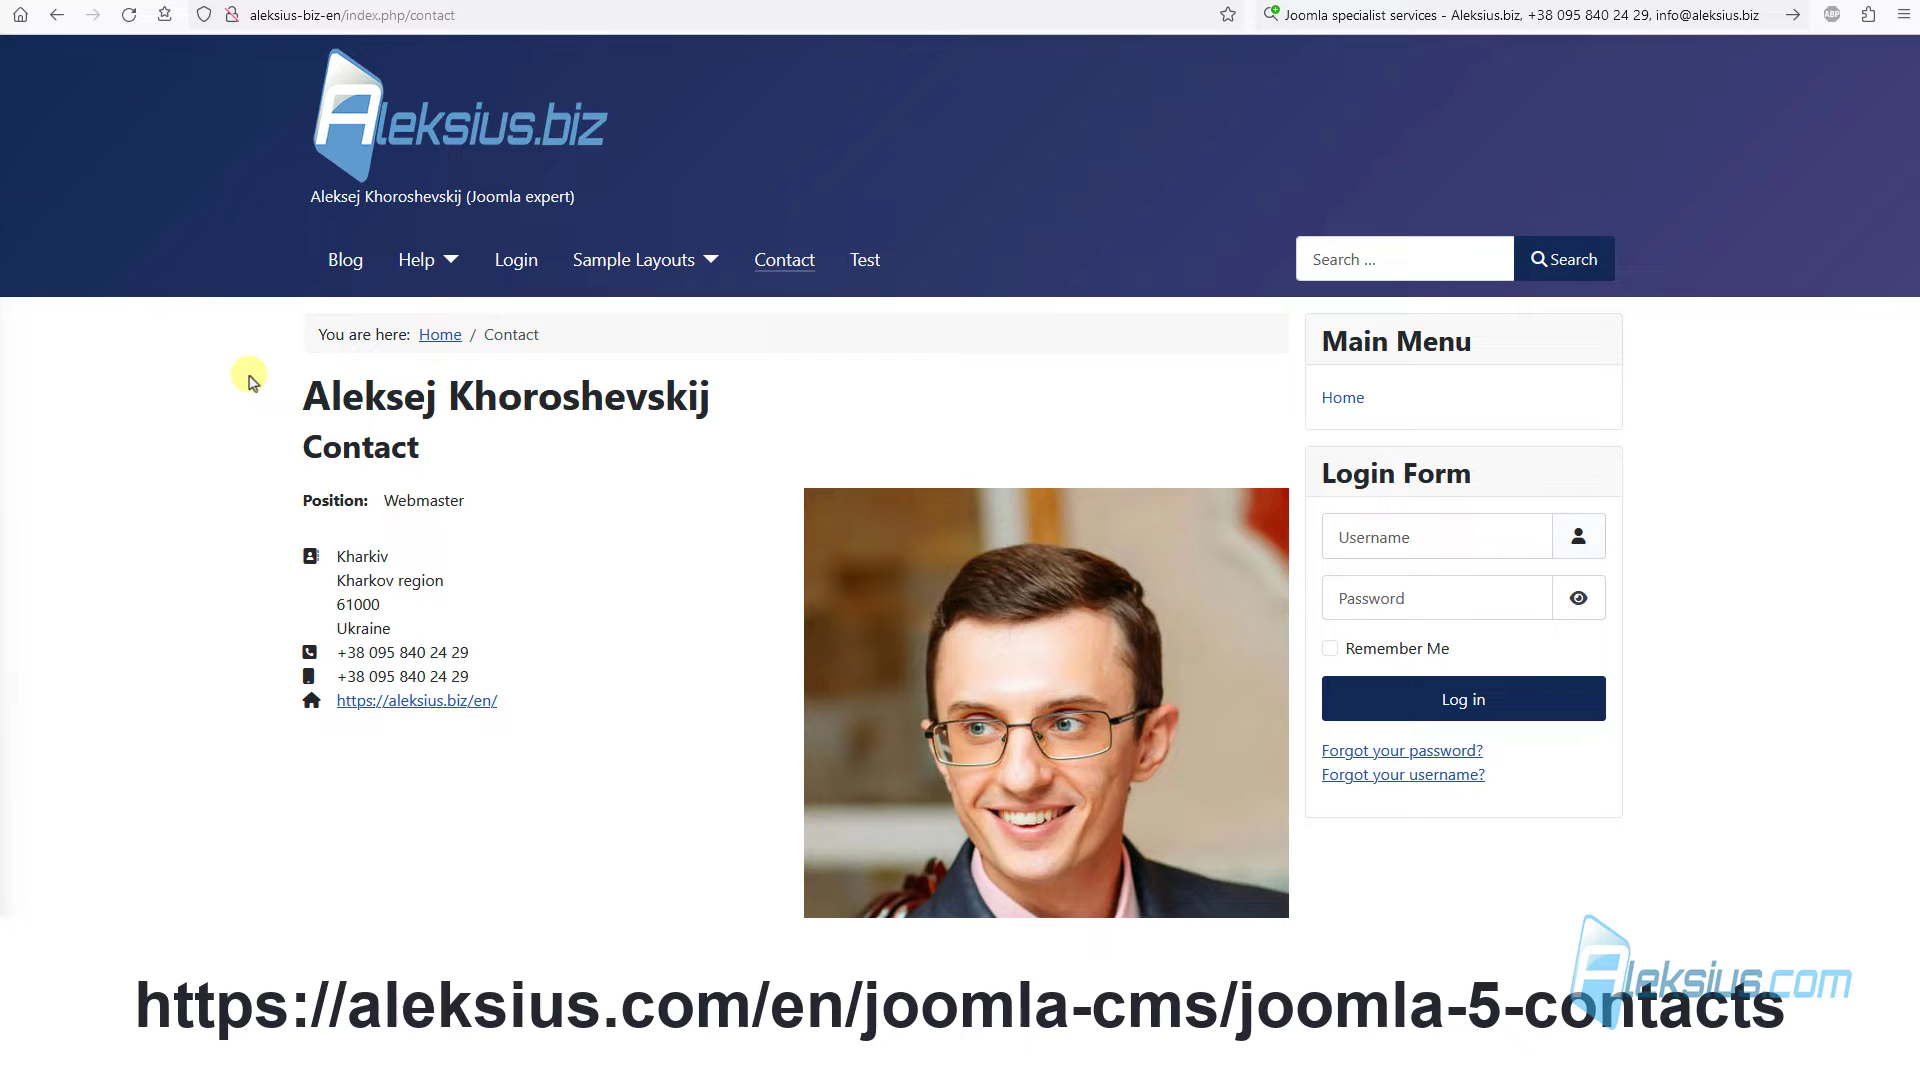 aleksius-biz-en/index.php/contact
Joomla specialist services - Aleksius.biz, +38 095 840 24 29, info@aleksius.biz
ABP
Aleksius.biz
Aleksej Khoroshevskij (Joomla expert)
Blog
Help
Login
Sample Layouts
Contact
Test
Search ...
Search
You are here: Home / Contact
Aleksej Khoroshevskij
Contact
Position: Webmaster
Kharkiv
Kharkov region
61000
Ukraine
+38 095 840 24 29
+38 095 840 24 29
https://aleksius.biz/en/
Main Menu
Home
Login Form
Username
Password
Remember Me
Log in
Forgot your password?
Forgot your username?
Aleksius.com
https://aleksius.com/en/joomla-cms/joomla-5-contacts